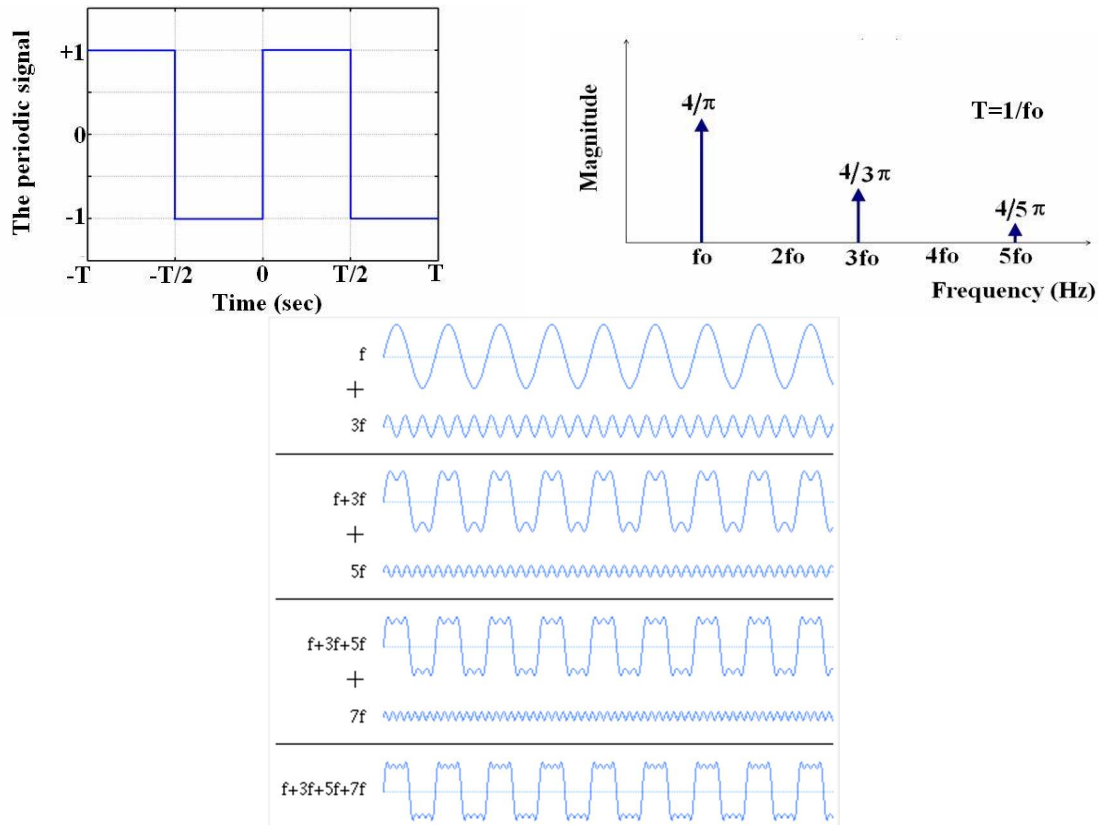 The periodic signal
+1
0
-1
-T
-T/2
0
T/2
T
Time (sec)
Magnitude
4/π
4/3π
4/5π
T=1/fo
fo
2fo
3fo
4fo
5fo
Frequency (Hz)
f
+
3f
f+3f
+
5f
f+3f+5f
+
7f
f+3f+5f+7f